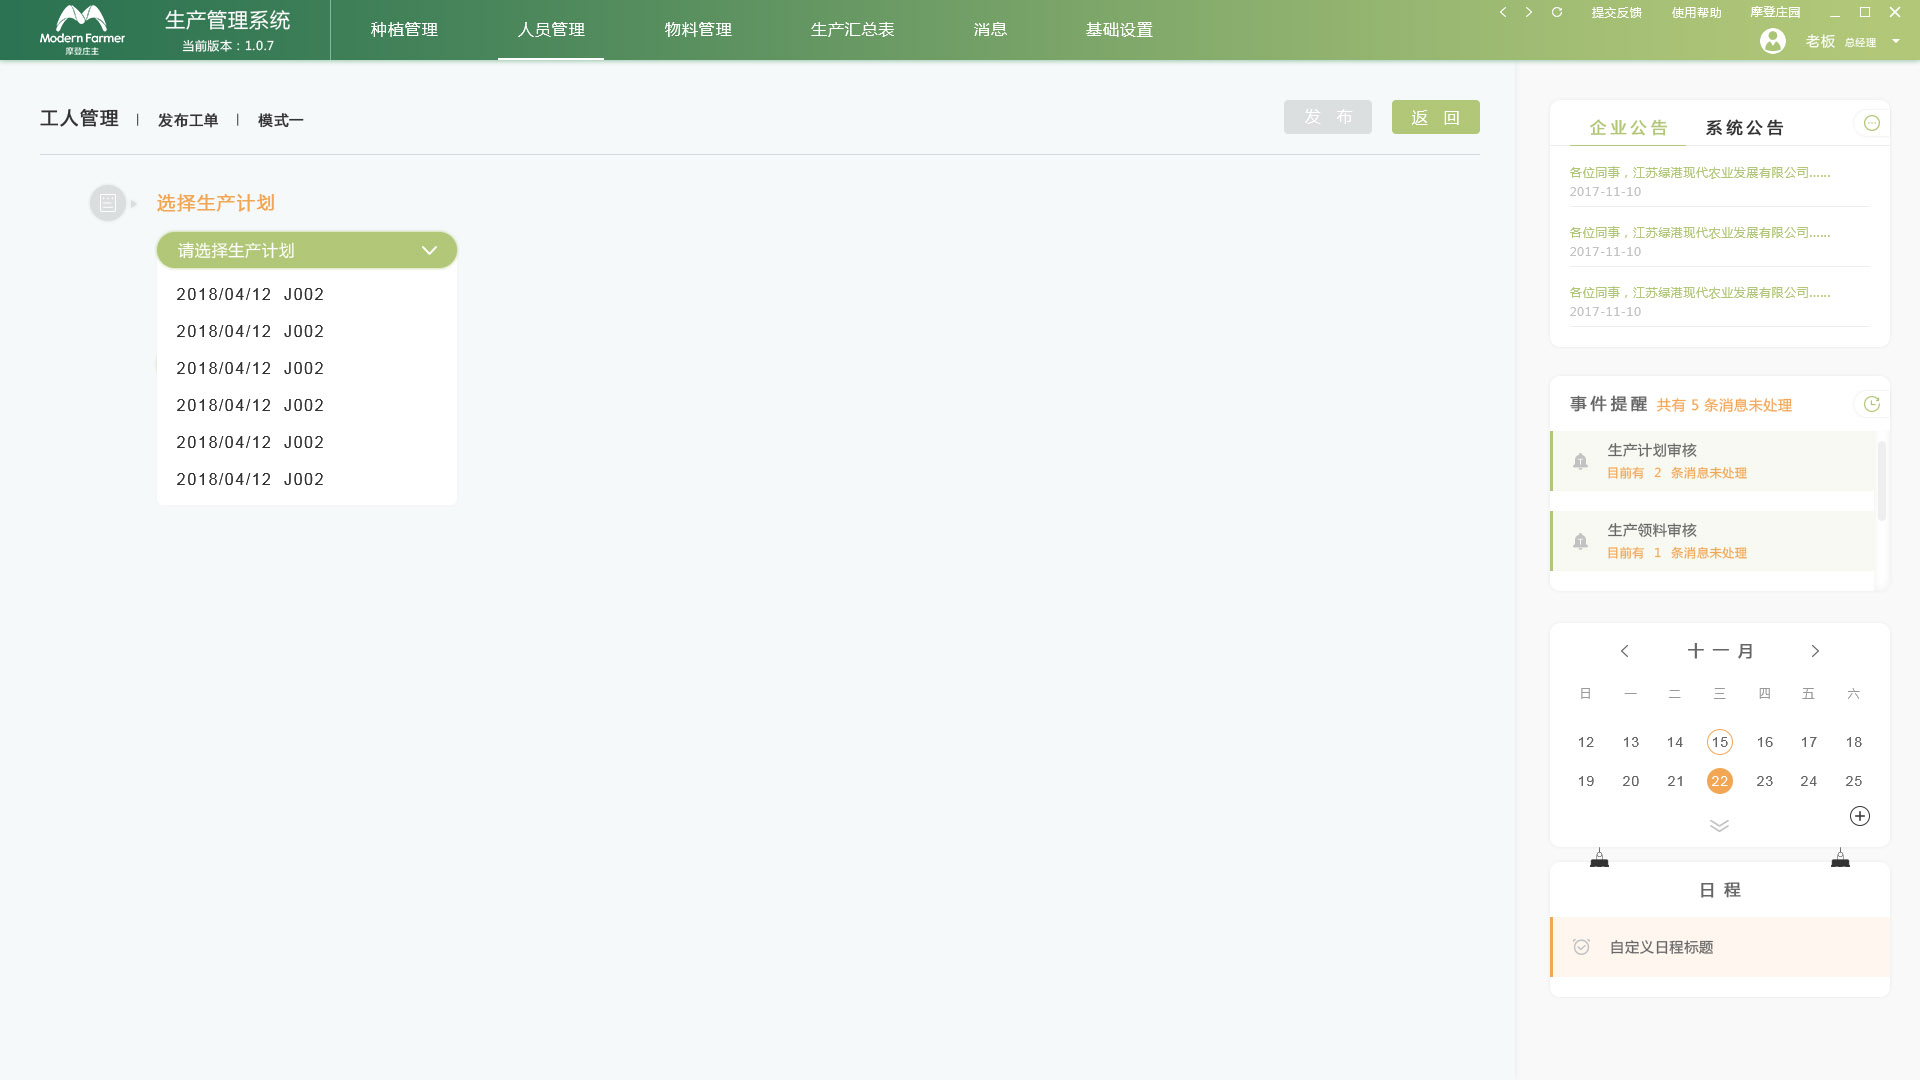 Modern Farmer
摩登庄主
生产管理系统
当前版本：1.0.7
种植管理
人员管理
物料管理
生产汇总表
消息
基础设置
提交反馈
使用帮助
摩登庄园
老板 总经理
工人管理 | 发布工单 | 模式一
发 布
返 回
选择生产计划
请选择生产计划
2018/04/12 J002
2018/04/12 J002
2018/04/12 J002
2018/04/12 J002
2018/04/12 J002
2018/04/12 J002
企业公告 系统公告
各位同事，江苏绿港现代农业发展有限公司......
2017-11-10
各位同事，江苏绿港现代农业发展有限公司......
2017-11-10
各位同事，江苏绿港现代农业发展有限公司......
2017-11-10
事件提醒 共有 5 条消息未处理
生产计划审核
目前有 2 条消息未处理
生产领料审核
目前有 1 条消息未处理
十一月
日 一 二 三 四 五 六
12 13 14 15 16 17 18
19 20 21 22 23 24 25
日 程
自定义日程标题